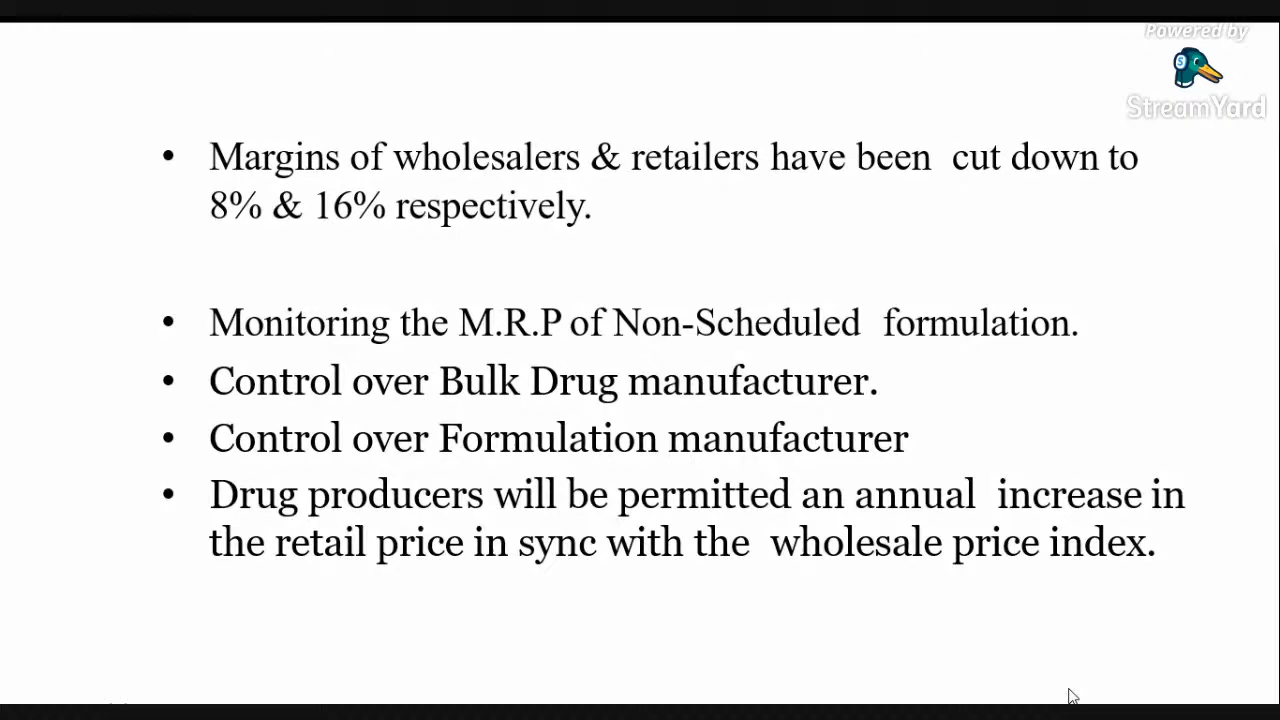 Powered by
StreamYard
• Margins of wholesalers & retailers have been cut down to
8% & 16% respectively.
• Monitoring the M.R.P of Non-Scheduled formulation.
• Control over Bulk Drug manufacturer.
• Control over Formulation manufacturer
• Drug producers will be permitted an annual increase in
the retail price in sync with the wholesale price index.